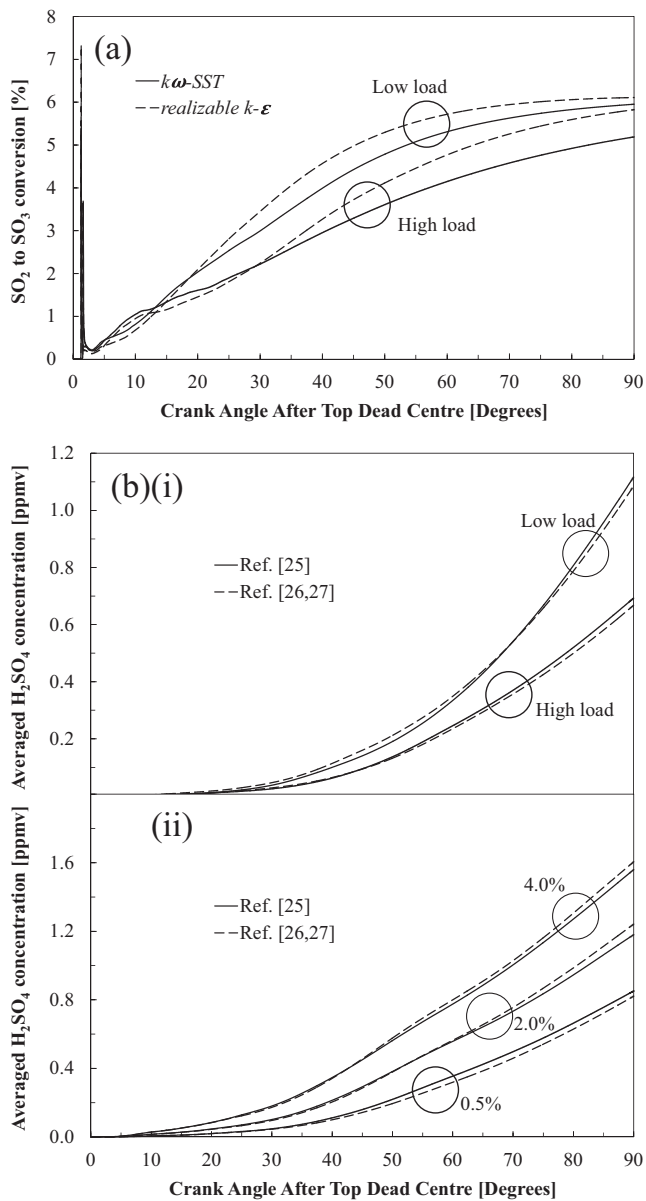 (a)
kω-SST
realizable k-ε
Low load
High load
SO₂ to SO₃ conversion [%]
8
7
6
5
4
3
2
1
0
0 10 20 30 40 50 60 70 80 90
Crank Angle After Top Dead Centre [Degrees]
(b)(i)
Ref. [25]
Ref. [26,27]
Low load
High load
Averaged H₂SO₄ concentration [ppmv]
1.2
1.0
0.8
0.6
0.4
0.2
(ii)
Ref. [25]
Ref. [26,27]
4.0%
2.0%
0.5%
Averaged H₂SO₄ concentration [ppmv]
1.6
1.2
0.8
0.4
0.0
0 10 20 30 40 50 60 70 80 90
Crank Angle After Top Dead Centre [Degrees]